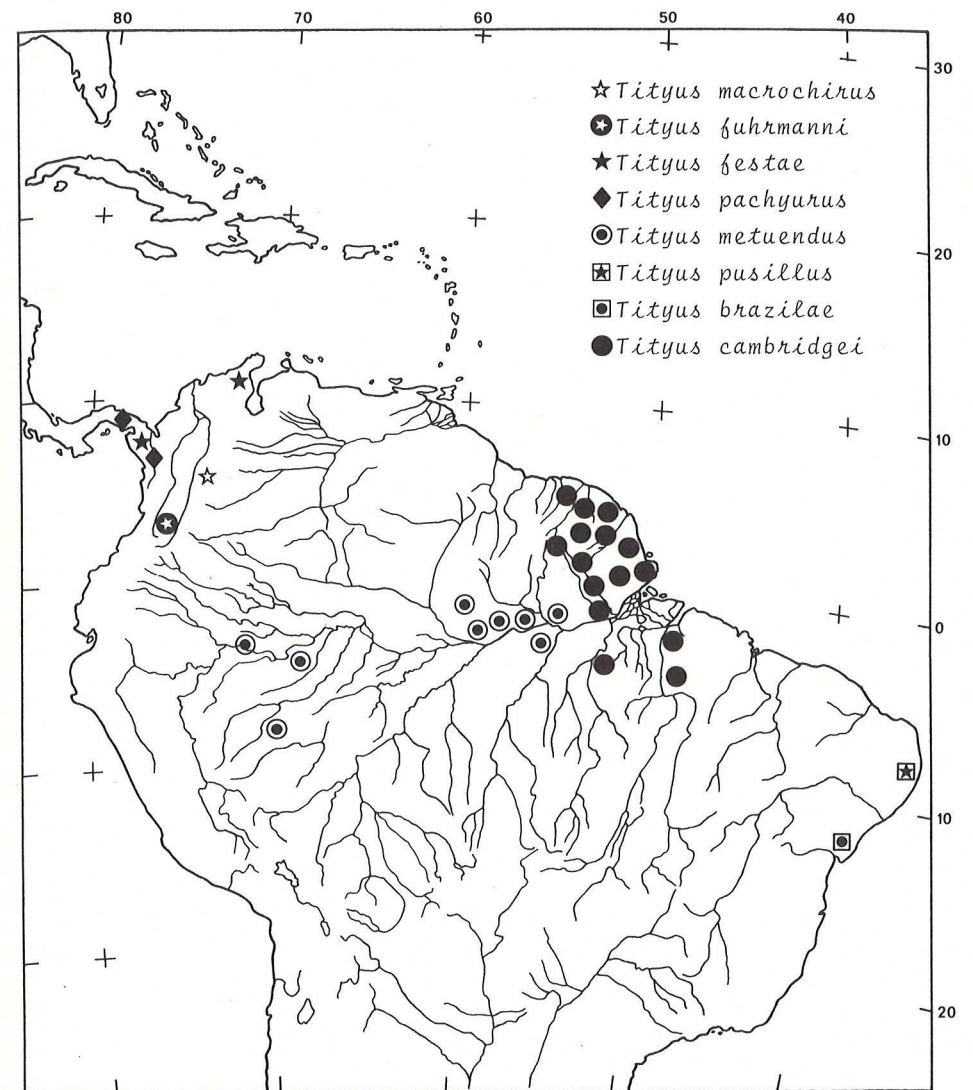 80 70 60 50 40
30
Tityus macrochirus
Tityus fuhrmanni
Tityus festae
Tityus pachyurus
Tityus metuendus
Tityus pusillus
Tityus brazilae
Tityus cambridgei
20
10
0
10
20